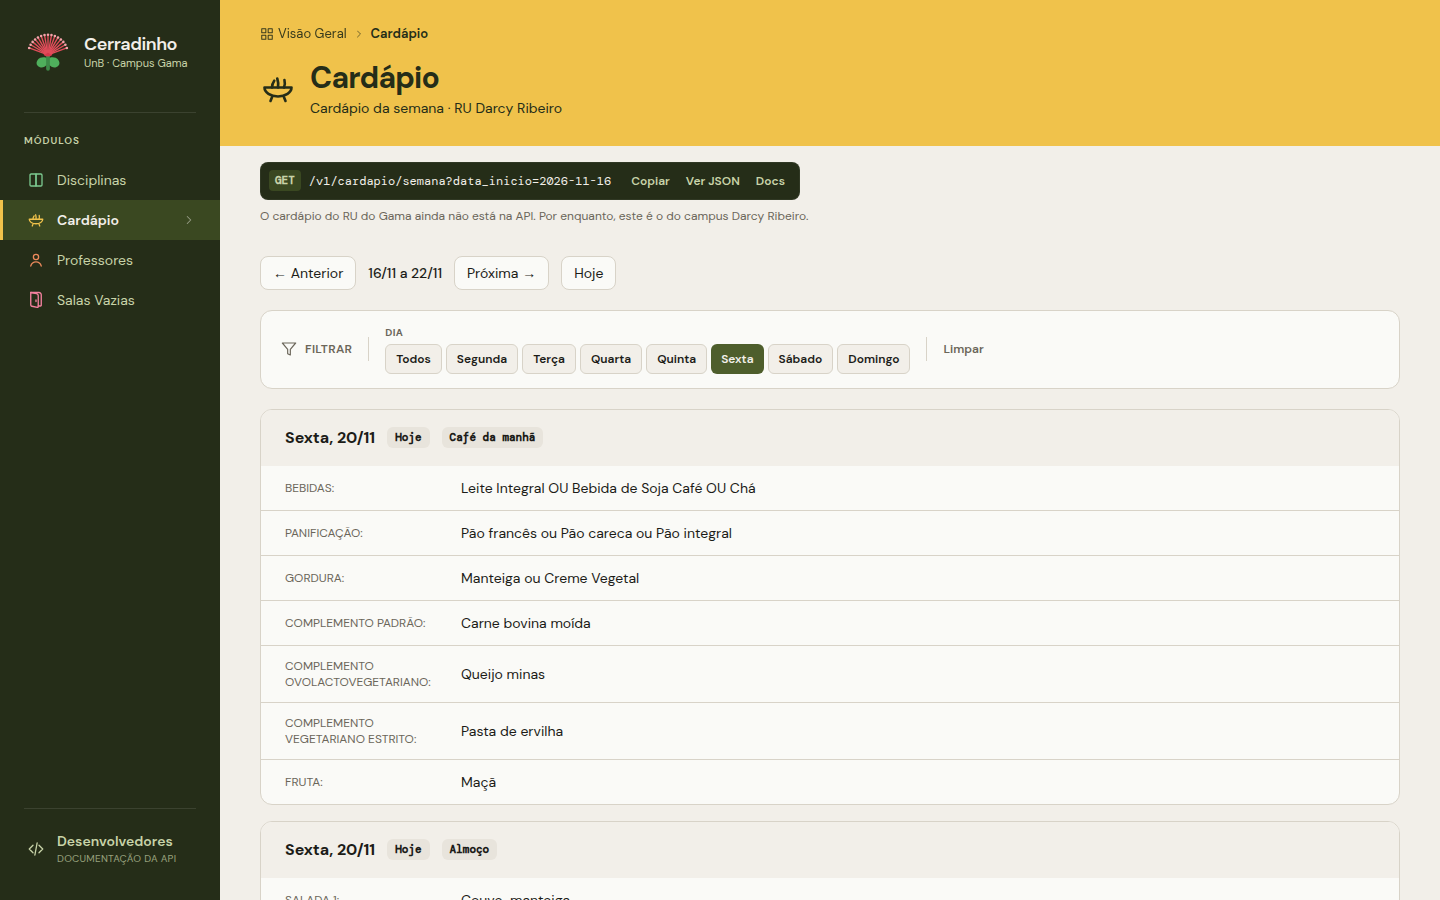 Cerradinho
UnB · Campus Gama
MÓDULOS
Disciplinas
Cardápio
Professores
Salas Vazias
Desenvolvedores
DOCUMENTAÇÃO DA API
Visão Geral > Cardápio
Cardápio
Cardápio da semana · RU Darcy Ribeiro
GET /v1/cardapio/semana?data_inicio=2026-11-16 Copiar Ver JSON Docs
O cardápio do RU do Gama ainda não está na API. Por enquanto, este é o do campus Darcy Ribeiro.
← Anterior 16/11 a 22/11 Próxima → Hoje
DIA
FILTRAR Todos Segunda Terça Quarta Quinta Sexta Sábado Domingo Limpar
Sexta, 20/11 Hoje Café da manhã
BEBIDAS: Leite Integral OU Bebida de Soja Café OU Chá
PANIFICAÇÃO: Pão francês ou Pão careca ou Pão integral
GORDURA: Manteiga ou Creme Vegetal
COMPLEMENTO PADRÃO: Carne bovina moída
COMPLEMENTO
OVOLACTOVEGETARIANO: Queijo minas
COMPLEMENTO
VEGETARIANO ESTRITO: Pasta de ervilha
FRUTA: Maçã
Sexta, 20/11 Hoje Almoço
SALADA 1: Couve manteiga